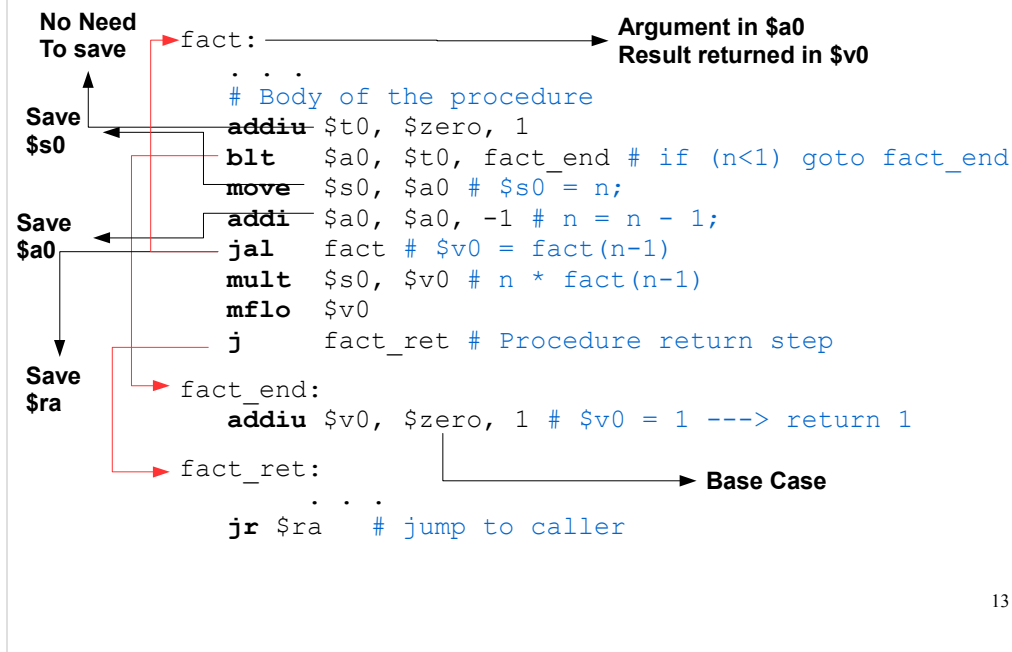 No Need
To save
fact:
Argument in $a0
Result returned in $v0
. . .
# Body of the procedure
Save
$s0
addiu $t0, $zero, 1
blt $a0, $t0, fact_end # if (n<1) goto fact_end
move $s0, $a0 # $s0 = n;
Save
$a0
addi $a0, $a0, -1 # n = n - 1;
jal fact # $v0 = fact(n-1)
mult $s0, $v0 # n * fact(n-1)
mflo $v0
j fact_ret # Procedure return step
Save
$ra
fact_end:
addiu $v0, $zero, 1 # $v0 = 1 ---> return 1
fact_ret:
Base Case
. . .
jr $ra # jump to caller
13